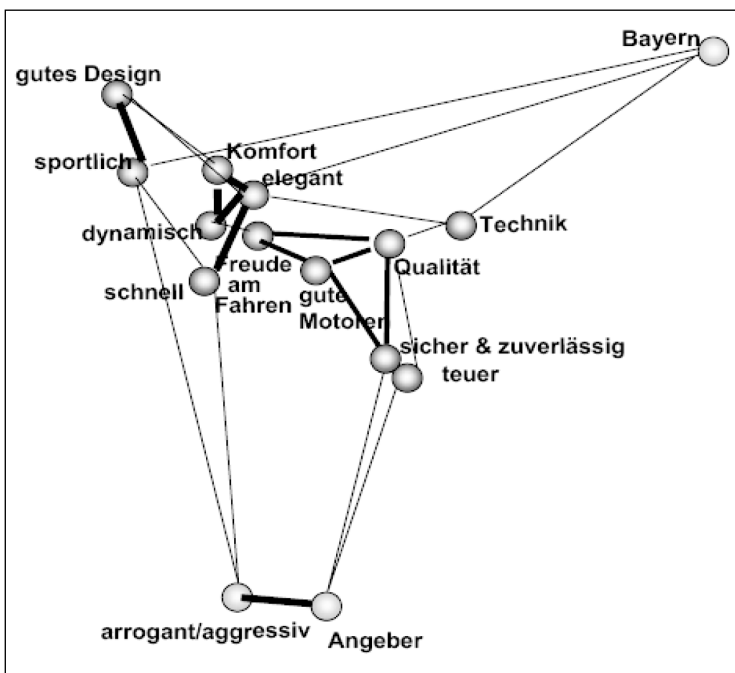 Bayern
gutes Design
sportlich
Komfort
elegant
dynamisch
Technik
Qualität
Freude
am
Fahren
schnell
gute
Motoren
sicher & zuverlässig
teuer
arrogant/aggressiv
Angeber